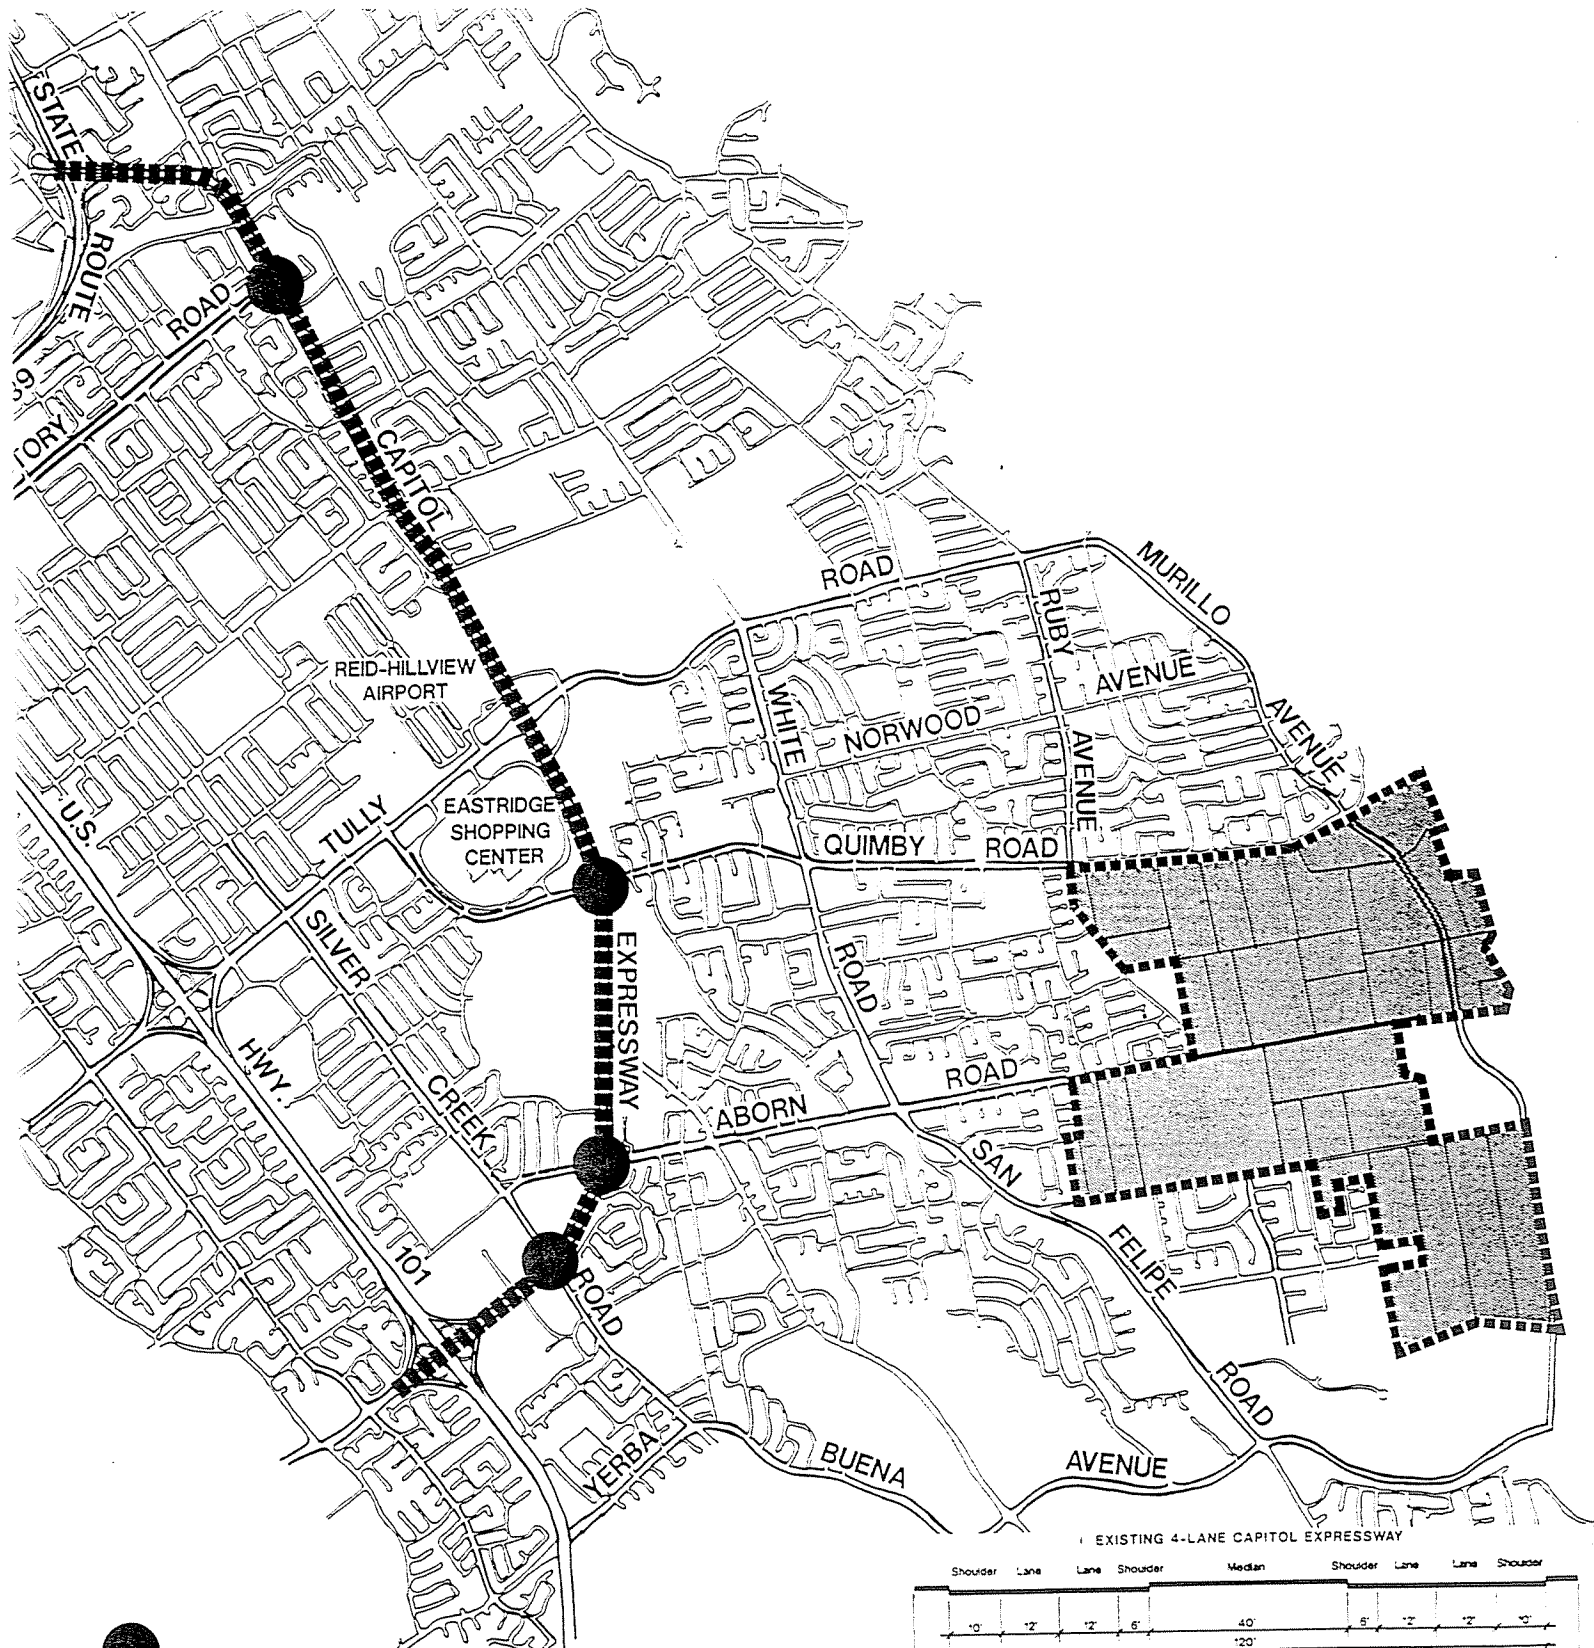 STATE
ROUTE
ROAD
CAPITOL
ROAD
MURILLO
RUBY
REID-HILLVIEW
AIRPORT
AVENUE
WHITE
NORWOOD
AVENUE
AVENUE
U.S.
TULLY
EASTRIDGE
SHOPPING
CENTER
QUIMBY ROAD
SILVER
EXPRESSWAY
ROAD
HWY.
CREEK
ROAD
ABORN
SAN
101
ROAD
FELIPE
ROAD
YERBA
BUENA
AVENUE
EXISTING 4-LANE CAPITOL EXPRESSWAY
Shoulder Lane Lane Shoulder Median Shoulder Lane Lane Shoulder
6' 40' 6'